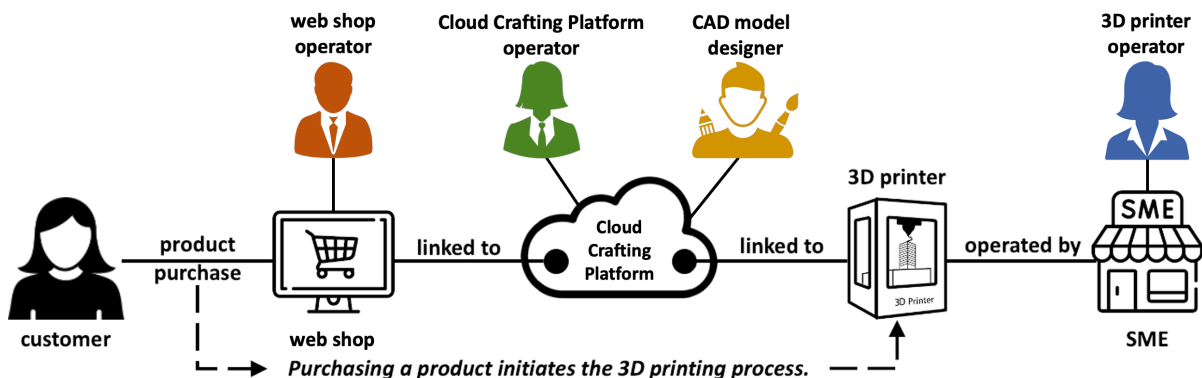 web shop
operator
Cloud Crafting Platform
operator
CAD model
designer
3D printer
operator
3D printer
SME
product
purchase
linked to
Cloud
Crafting
Platform
linked to
operated by
3D Printer
customer
web shop
SME
Purchasing a product initiates the 3D printing process.